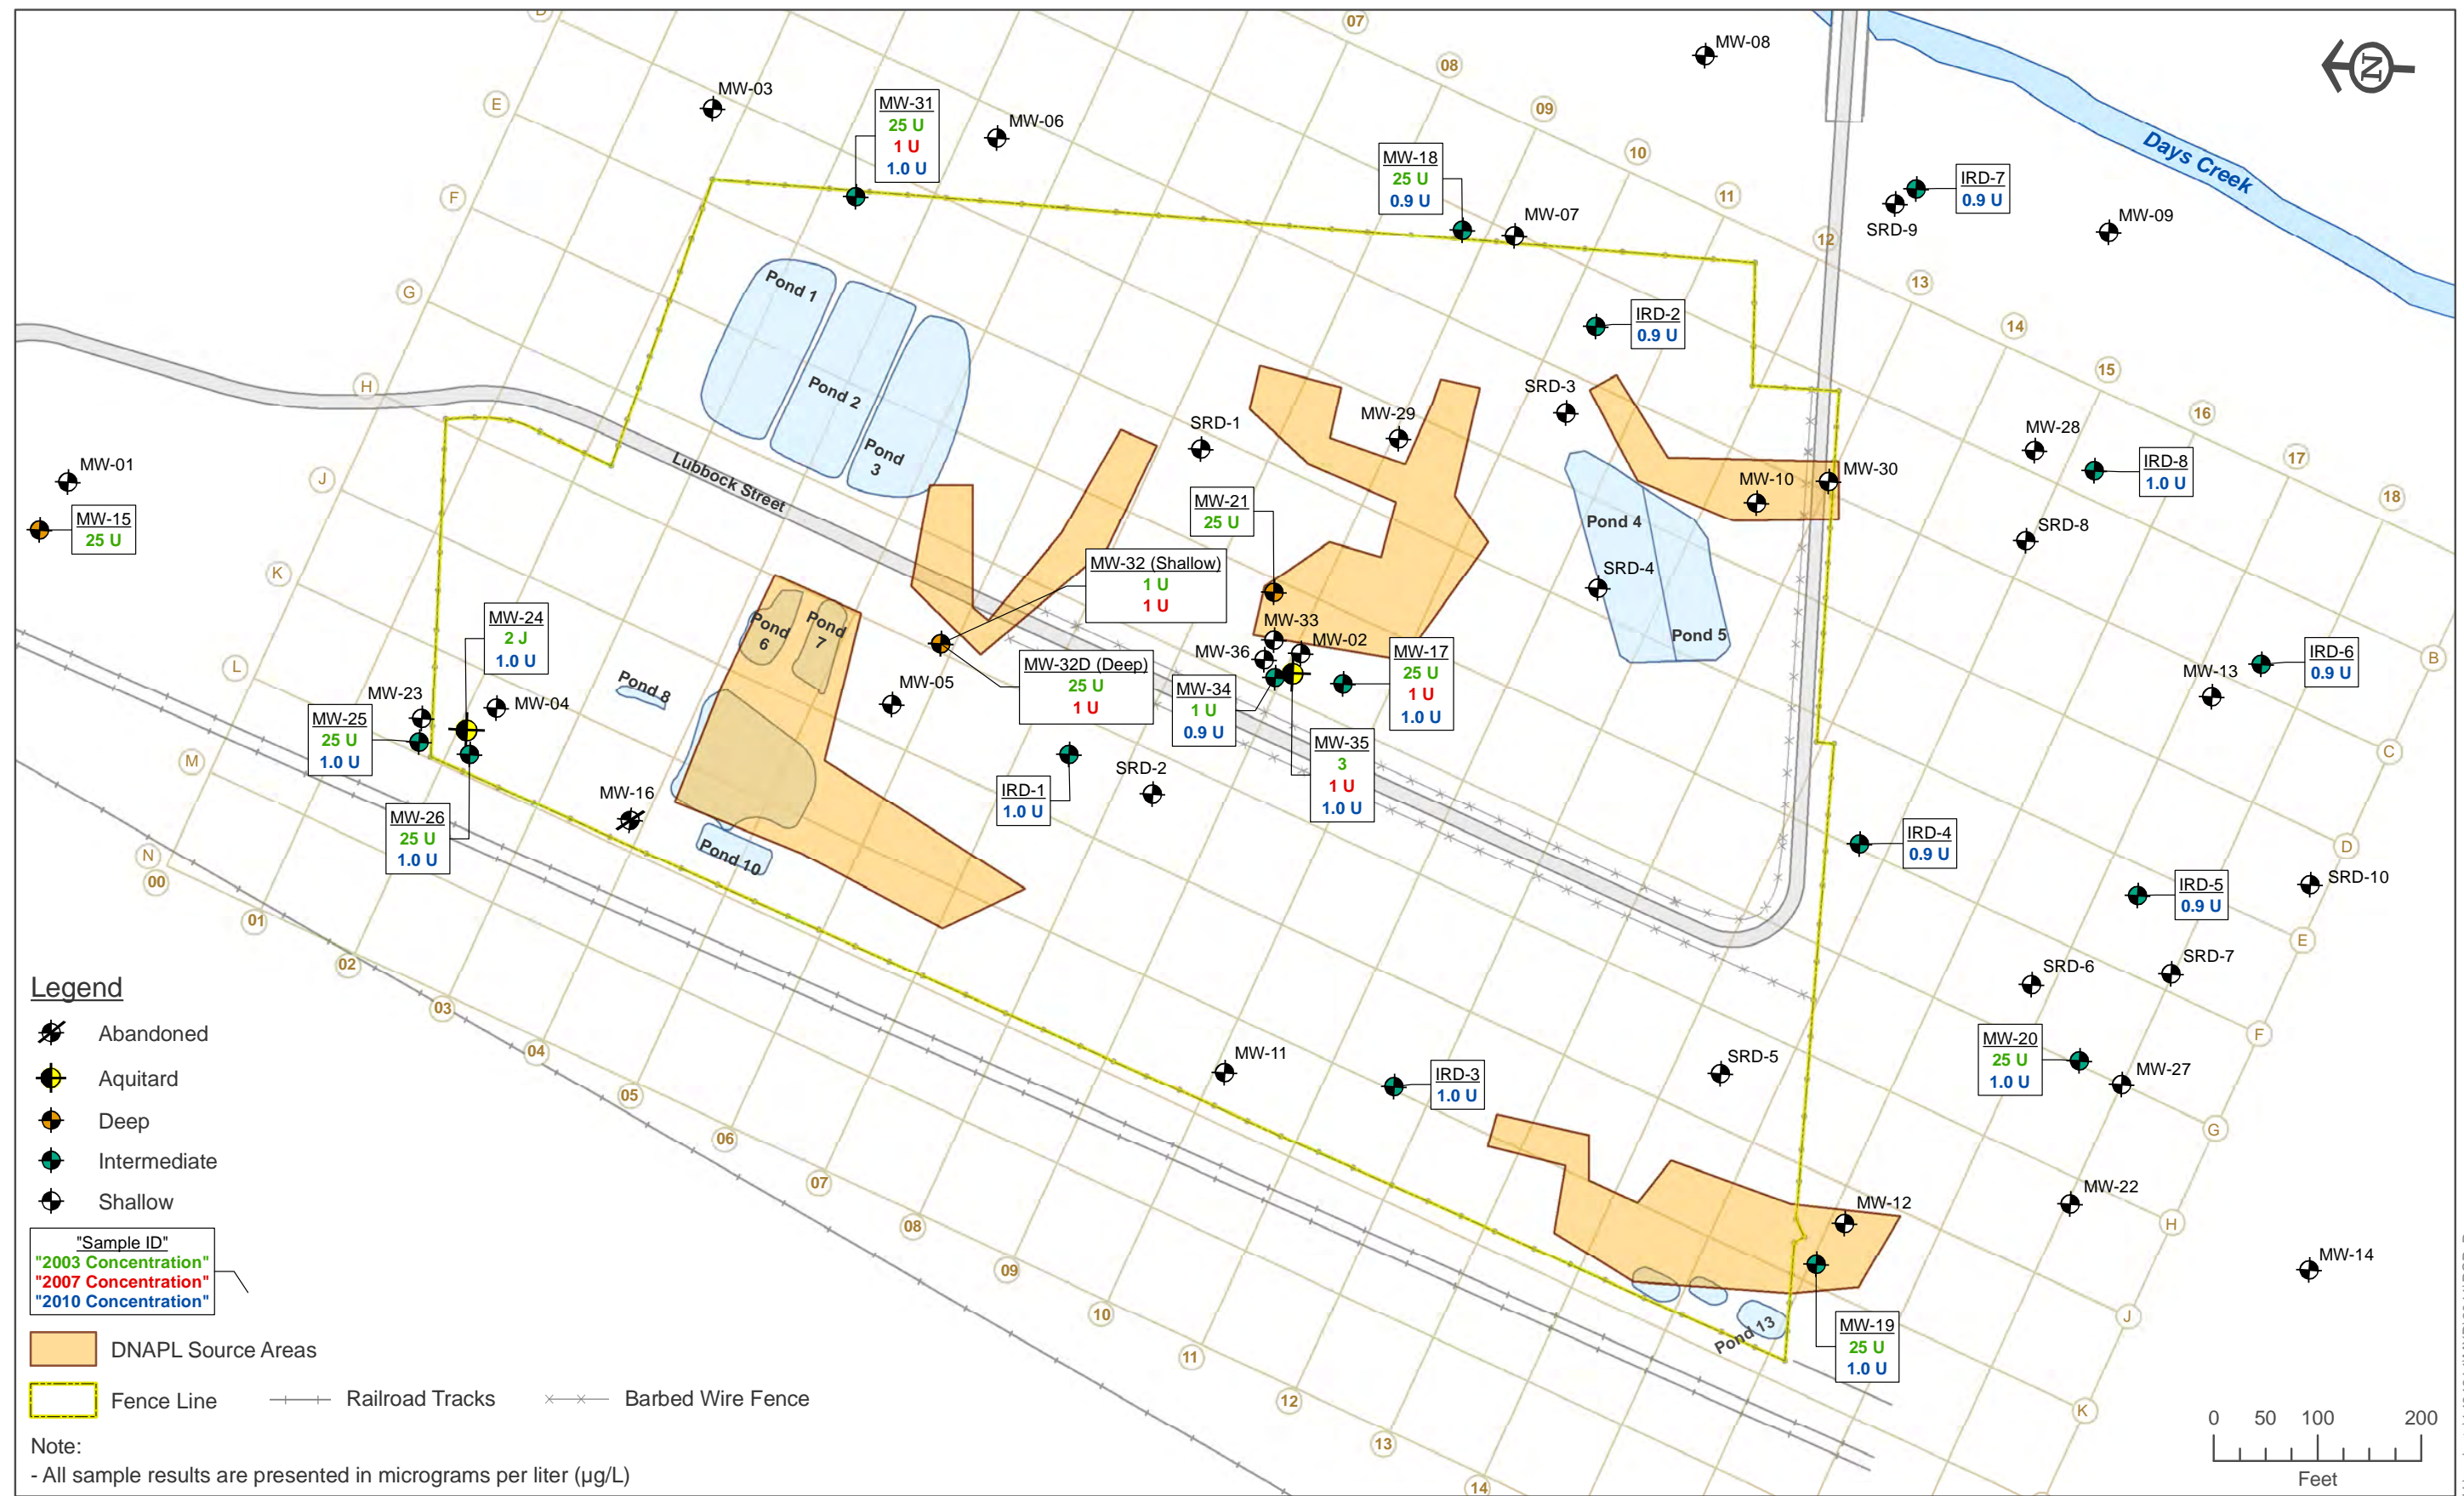 D
07
08
09
10
11
12
13
14
15
16
17
18
E
F
G
H
J
K
L
M
N
00
01
02
03
04
05
06
07
08
09
10
11
12
13
14
B
C
D
E
F
G
H
J
K
N
Days Creek
Lubbock Street
MW-08
MW-03
MW-31
25 U
1 U
1.0 U
MW-06
MW-18
25 U
0.9 U
MW-07
IRD-7
0.9 U
SRD-9
MW-09
Pond 1
Pond 2
Pond
3
IRD-2
0.9 U
SRD-3
MW-29
SRD-1
MW-01
MW-15
25 U
MW-28
IRD-8
1.0 U
MW-10
MW-30
SRD-8
MW-21
25 U
Pond 4
SRD-4
Pond 5
MW-32 (Shallow)
1 U
1 U
MW-32D (Deep)
25 U
1 U
MW-33
MW-02
MW-36
MW-17
25 U
1 U
1.0 U
MW-34
1 U
0.9 U
MW-35
3
1 U
1.0 U
MW-24
2 J
1.0 U
Pond
6
Pond
7
Pond 8
MW-05
MW-23
MW-04
MW-25
25 U
1.0 U
MW-26
25 U
1.0 U
MW-16
Pond 10
IRD-1
1.0 U
SRD-2
IRD-6
0.9 U
MW-13
IRD-4
0.9 U
IRD-5
0.9 U
SRD-10
SRD-6
SRD-7
MW-20
25 U
1.0 U
MW-27
MW-11
IRD-3
1.0 U
SRD-5
MW-22
MW-12
MW-14
Pond 13
MW-19
25 U
1.0 U
Legend
Abandoned
Aquitard
Deep
Intermediate
Shallow
"Sample ID"
"2003 Concentration"
"2007 Concentration"
"2010 Concentration"
DNAPL Source Areas
Fence Line
Railroad Tracks
Barbed Wire Fence
Note:
- All sample results are presented in micrograms per liter (µg/L)
0 50 100 200
Feet